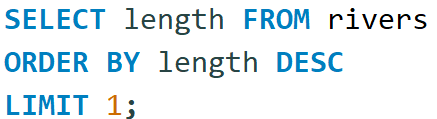 SELECT length FROM rivers
ORDER BY length DESC
LIMIT 1;